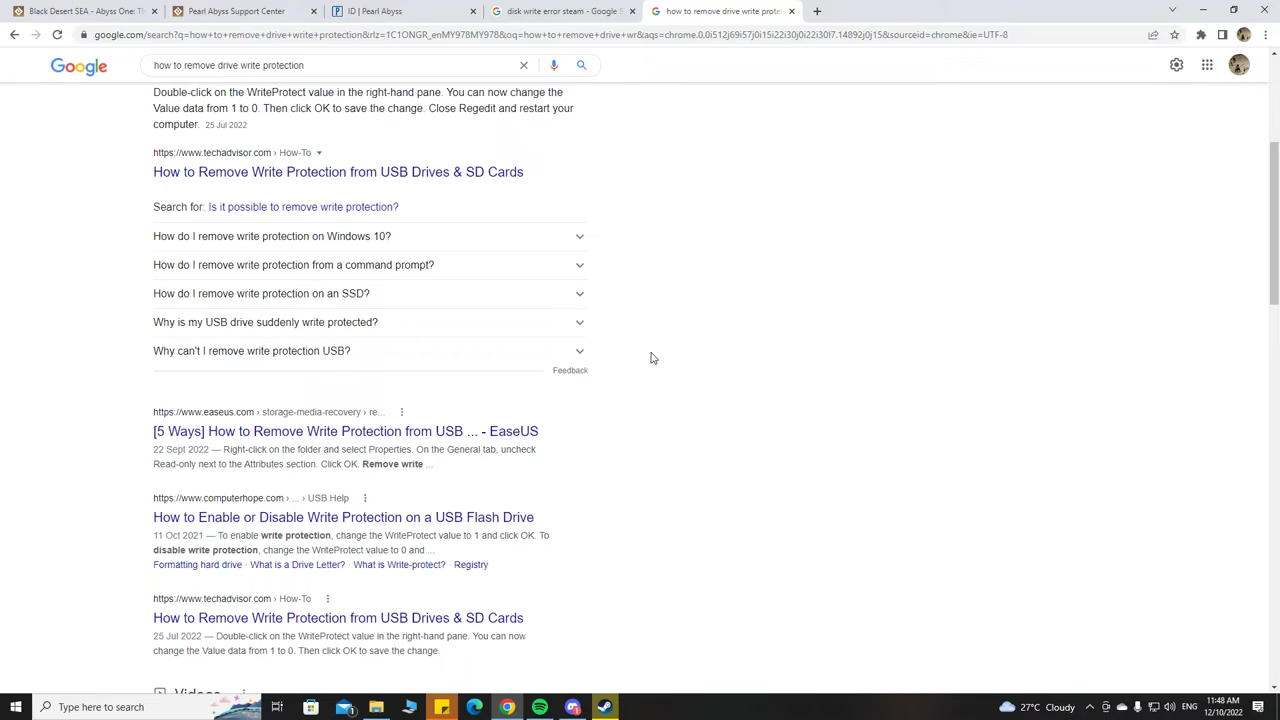 Black Desert SEA - Abyss One: Th
Pearl Abyss Support Center
ID | Pearl Abyss
disk write error steam - Google S
how to remove drive write prote
google.com/search?q=how+to+remove+drive+write+protection&rlz=1C1ONGR_enMY978MY978&oq=how+to+remove+drive+wr&aqs=chrome.0.0i512j69i57j0i15i22i30j0i22i30l7.14892j0j15&sourceid=chrome&ie=UTF-8
Google
how to remove drive write protection
Double-click on the WriteProtect value in the right-hand pane. You can now change the
Value data from 1 to 0. Then click OK to save the change. Close Regedit and restart your
computer. 25 Jul 2022
https://www.techadvisor.com › How-To
How to Remove Write Protection from USB Drives & SD Cards
Search for: Is it possible to remove write protection?
How do I remove write protection on Windows 10?
How do I remove write protection from a command prompt?
How do I remove write protection on an SSD?
Why is my USB drive suddenly write protected?
Why can't I remove write protection USB?
Feedback
https://www.easeus.com › storage-media-recovery › re...
[5 Ways] How to Remove Write Protection from USB ... - EaseUS
22 Sept 2022 — Right-click on the folder and select Properties. On the General tab, uncheck
Read-only next to the Attributes section. Click OK. Remove write ...
https://www.computerhope.com › ... › USB Help
How to Enable or Disable Write Protection on a USB Flash Drive
11 Oct 2021 — To enable write protection, change the WriteProtect value to 1 and click OK. To
disable write protection, change the WriteProtect value to 0 and ...
Formatting hard drive · What is a Drive Letter? · What is Write-protect? · Registry
https://www.techadvisor.com › How-To
How to Remove Write Protection from USB Drives & SD Cards
25 Jul 2022 — Double-click on the WriteProtect value in the right-hand pane. You can now
change the Value data from 1 to 0. Then click OK to save the change.
Videos
Type here to search
27°C Cloudy
ENG
11:48 AM
12/10/2022